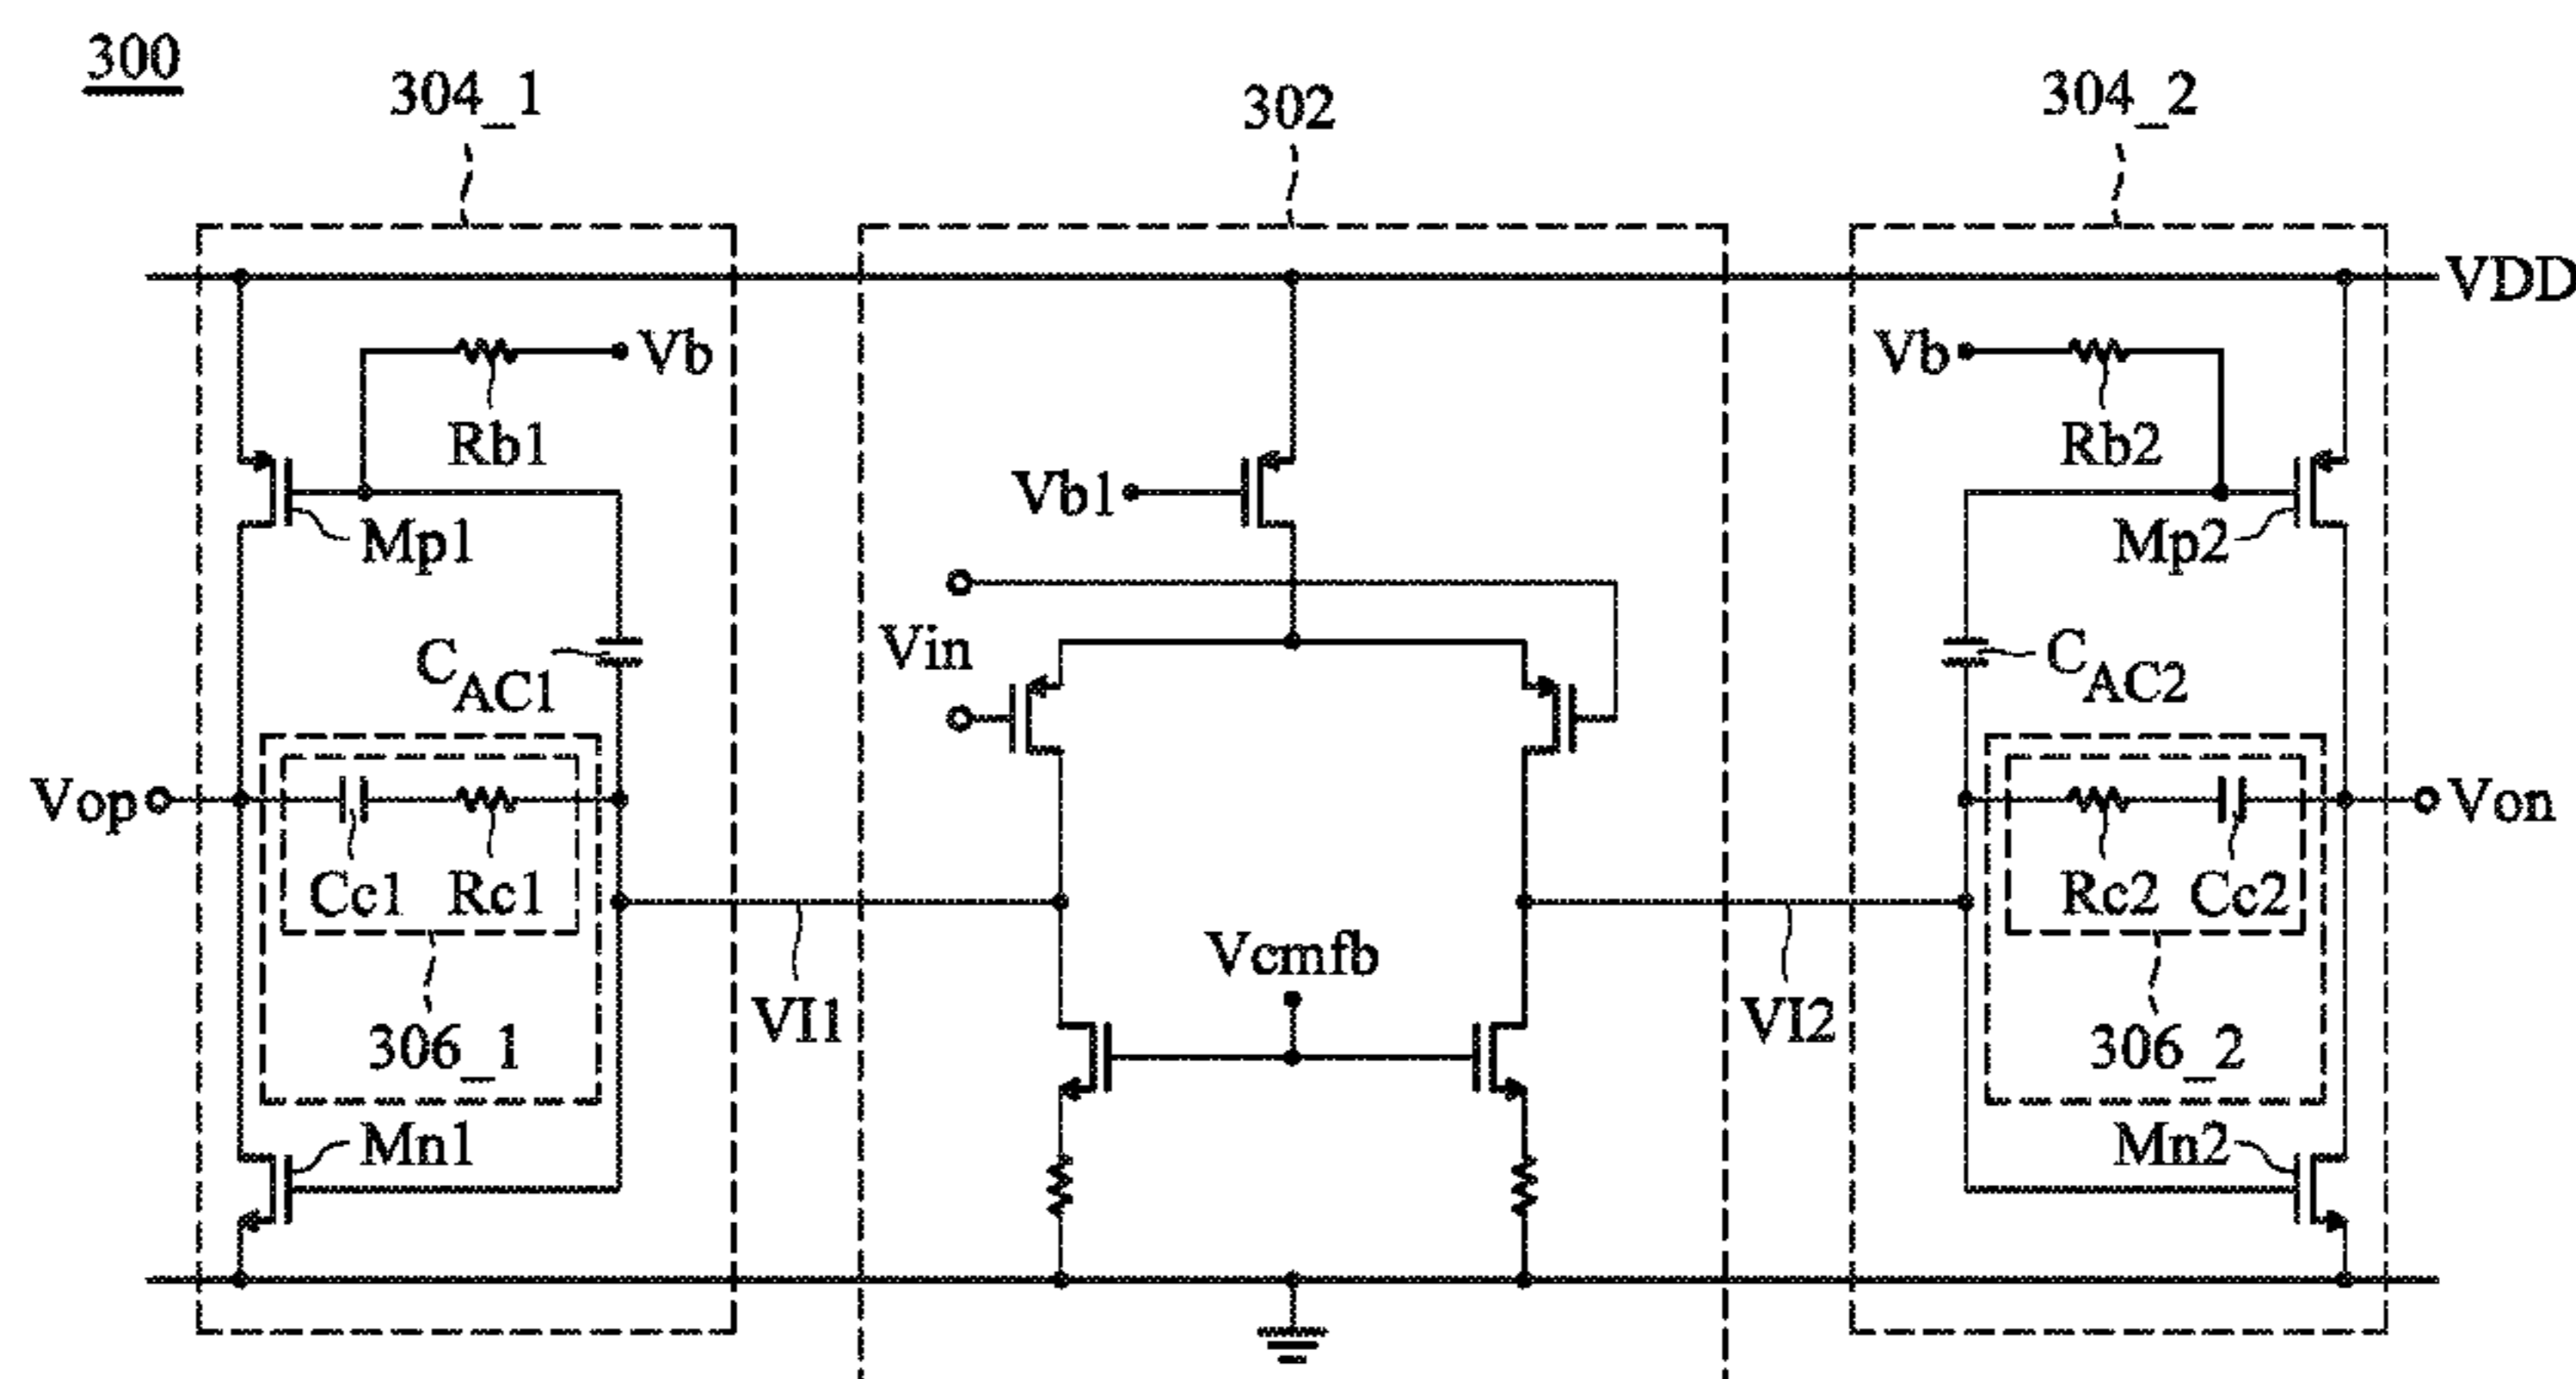 300
304_1
302
304_2
VDD
Vb
Vb
Rb1
Rb2
Vb1
Mp1
Mp2
Vin
CAC1
CAC2
Vop
Von
Cc1
Rc1
Rc2
Cc2
Vcmfb
VI1
VI2
306_1
306_2
Mn1
Mn2